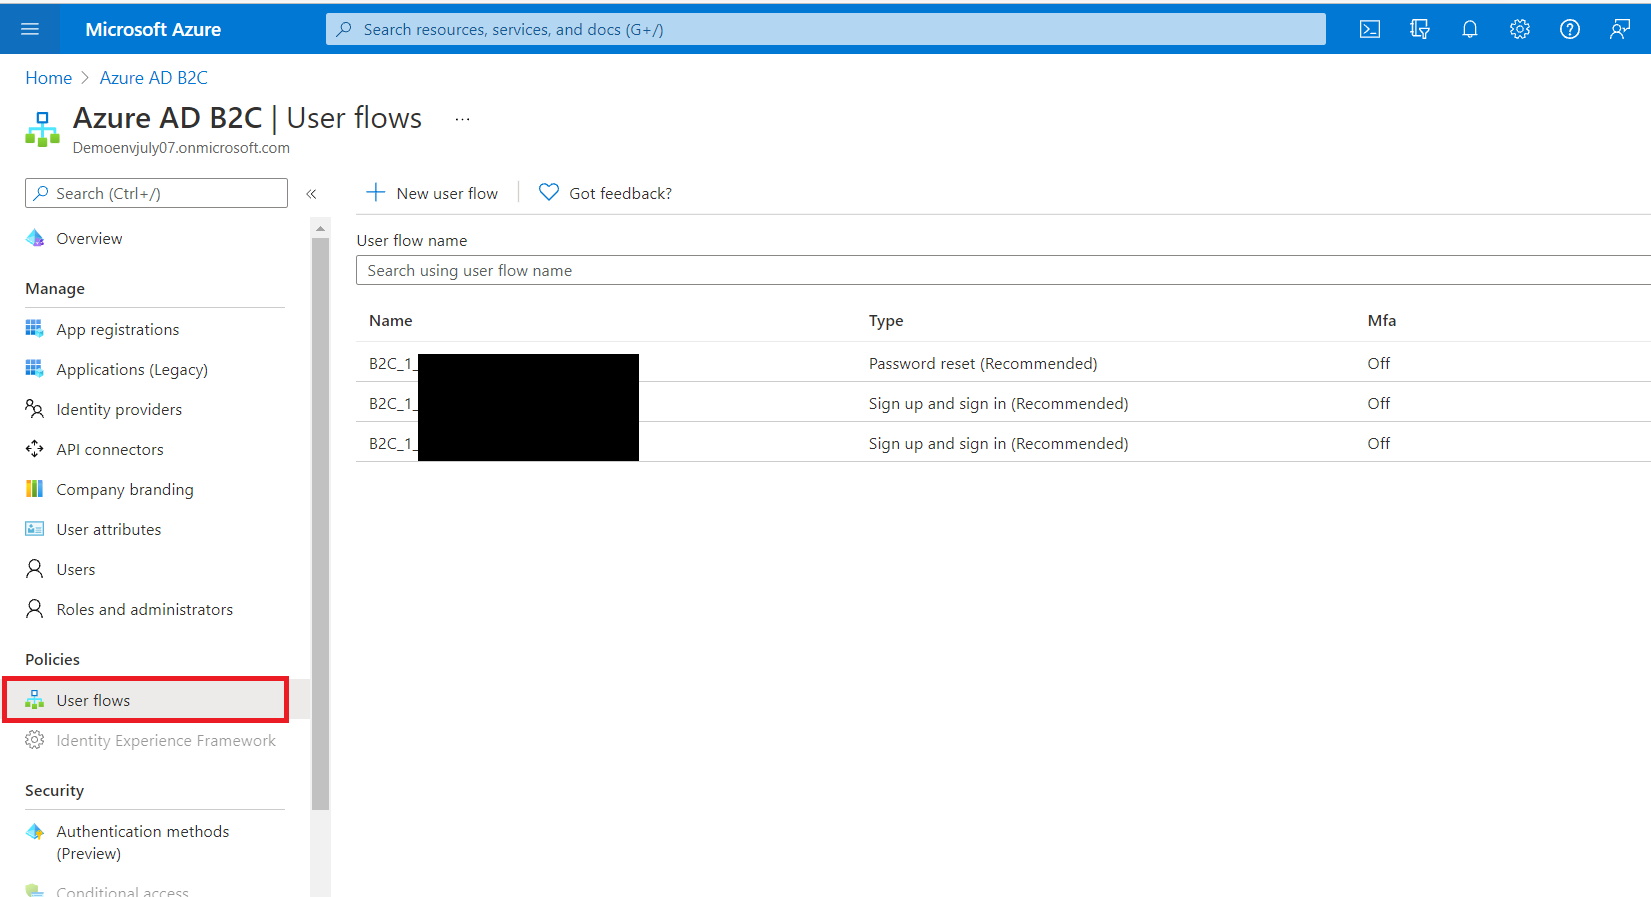 Microsoft Azure
Search resources, services, and docs (G+/)
Home > Azure AD B2C
Azure AD B2C | User flows ...
Demoenvjuly07.onmicrosoft.com
Search (Ctrl+/) «
Overview
Manage
App registrations
Applications (Legacy)
Identity providers
API connectors
Company branding
User attributes
Users
Roles and administrators
Policies
User flows
Identity Experience Framework
Security
Authentication methods
(Preview)
Conditional access
New user flow
Got feedback?
User flow name
Search using user flow name
Name Type Mfa
B2C_1_ Password reset (Recommended) Off
B2C_1_ Sign up and sign in (Recommended) Off
B2C_1_ Sign up and sign in (Recommended) Off